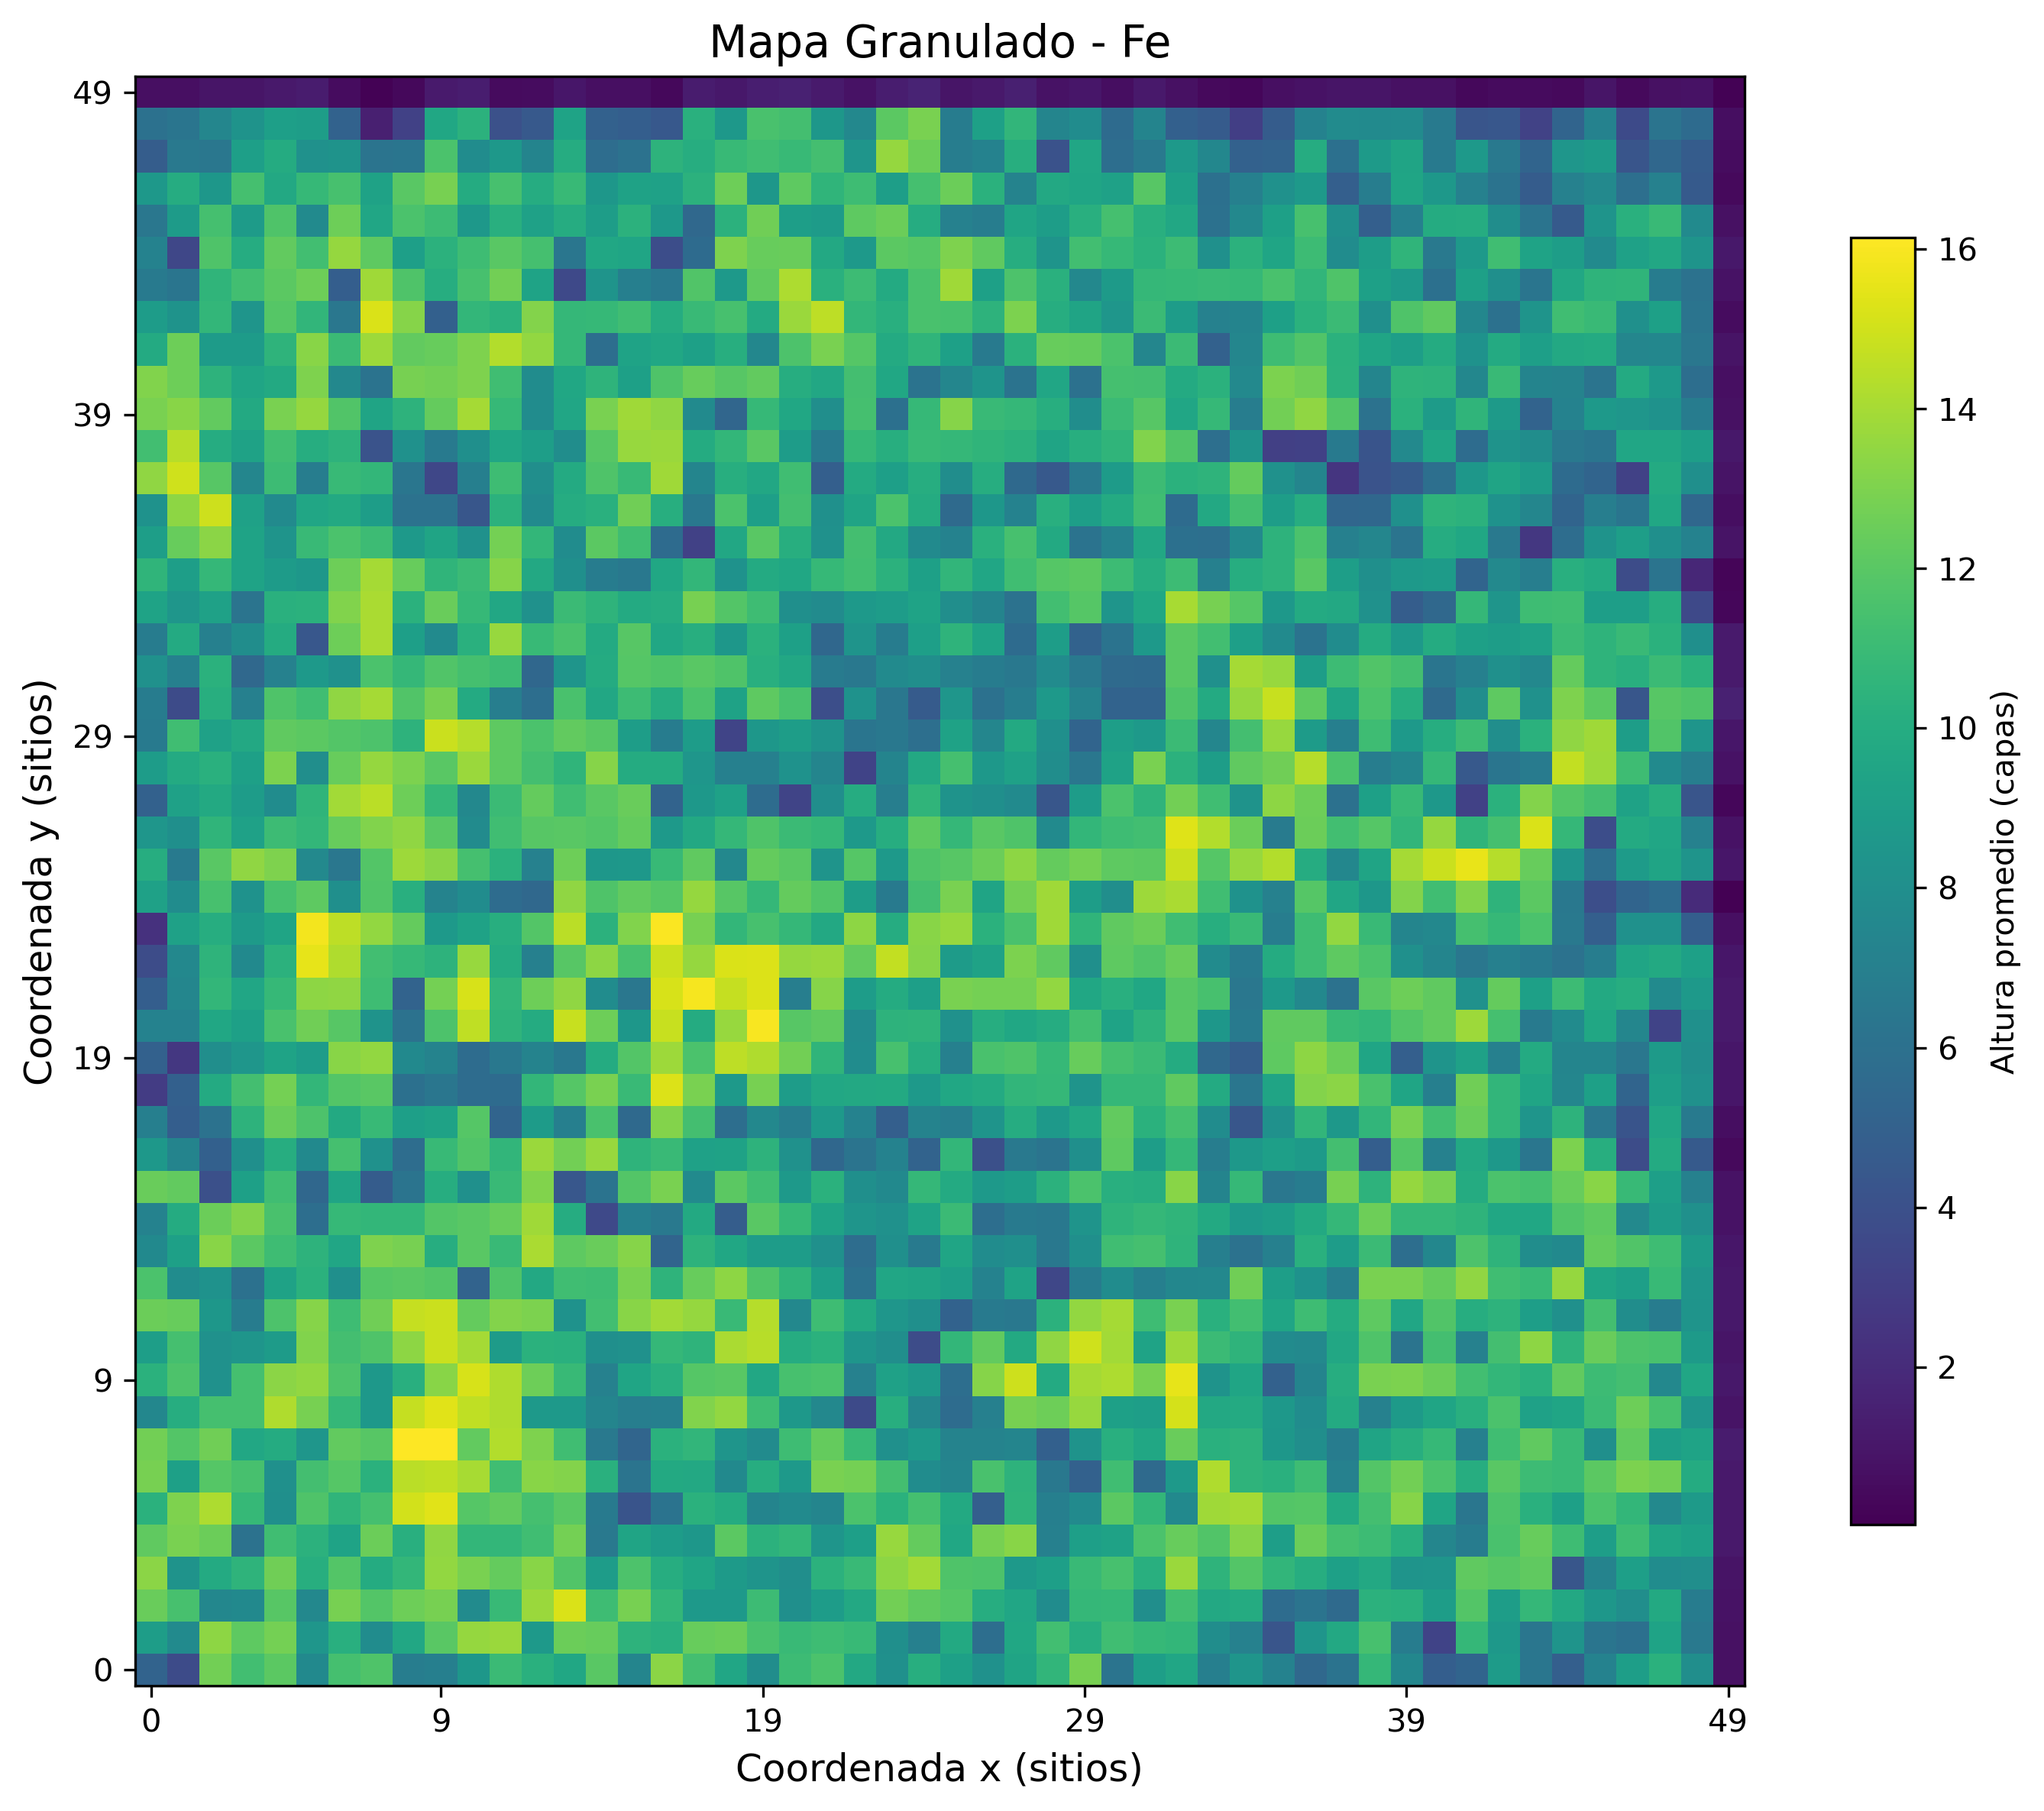 Mapa Granulado - Fe
49
39
29
19
9
0
Coordenada y (sitios)
0 9 19 29 39 49
Coordenada x (sitios)
16
14
12
10
8
6
4
2
Altura promedio (capas)